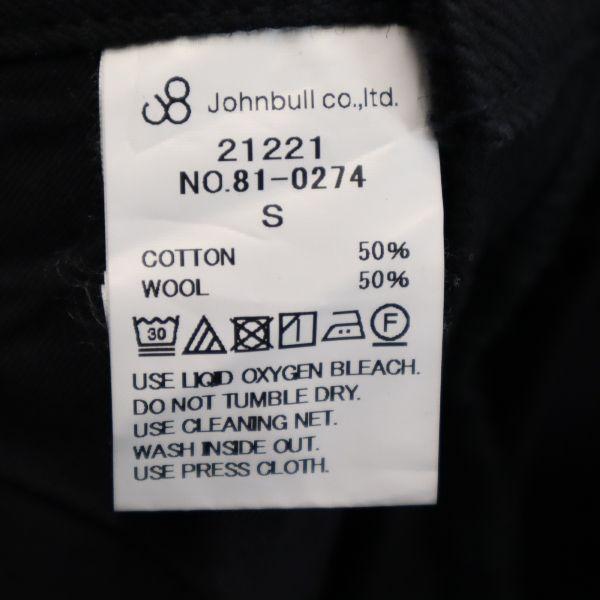 Johnbull co.,ltd.
21221
NO.81-0274
S
COTTON 50%
WOOL 50%
30 F
USE LIQID OXYGEN BLEACH.
DO NOT TUMBLE DRY.
USE CLEANING NET.
WASH INSIDE OUT.
USE PRESS CLOTH.